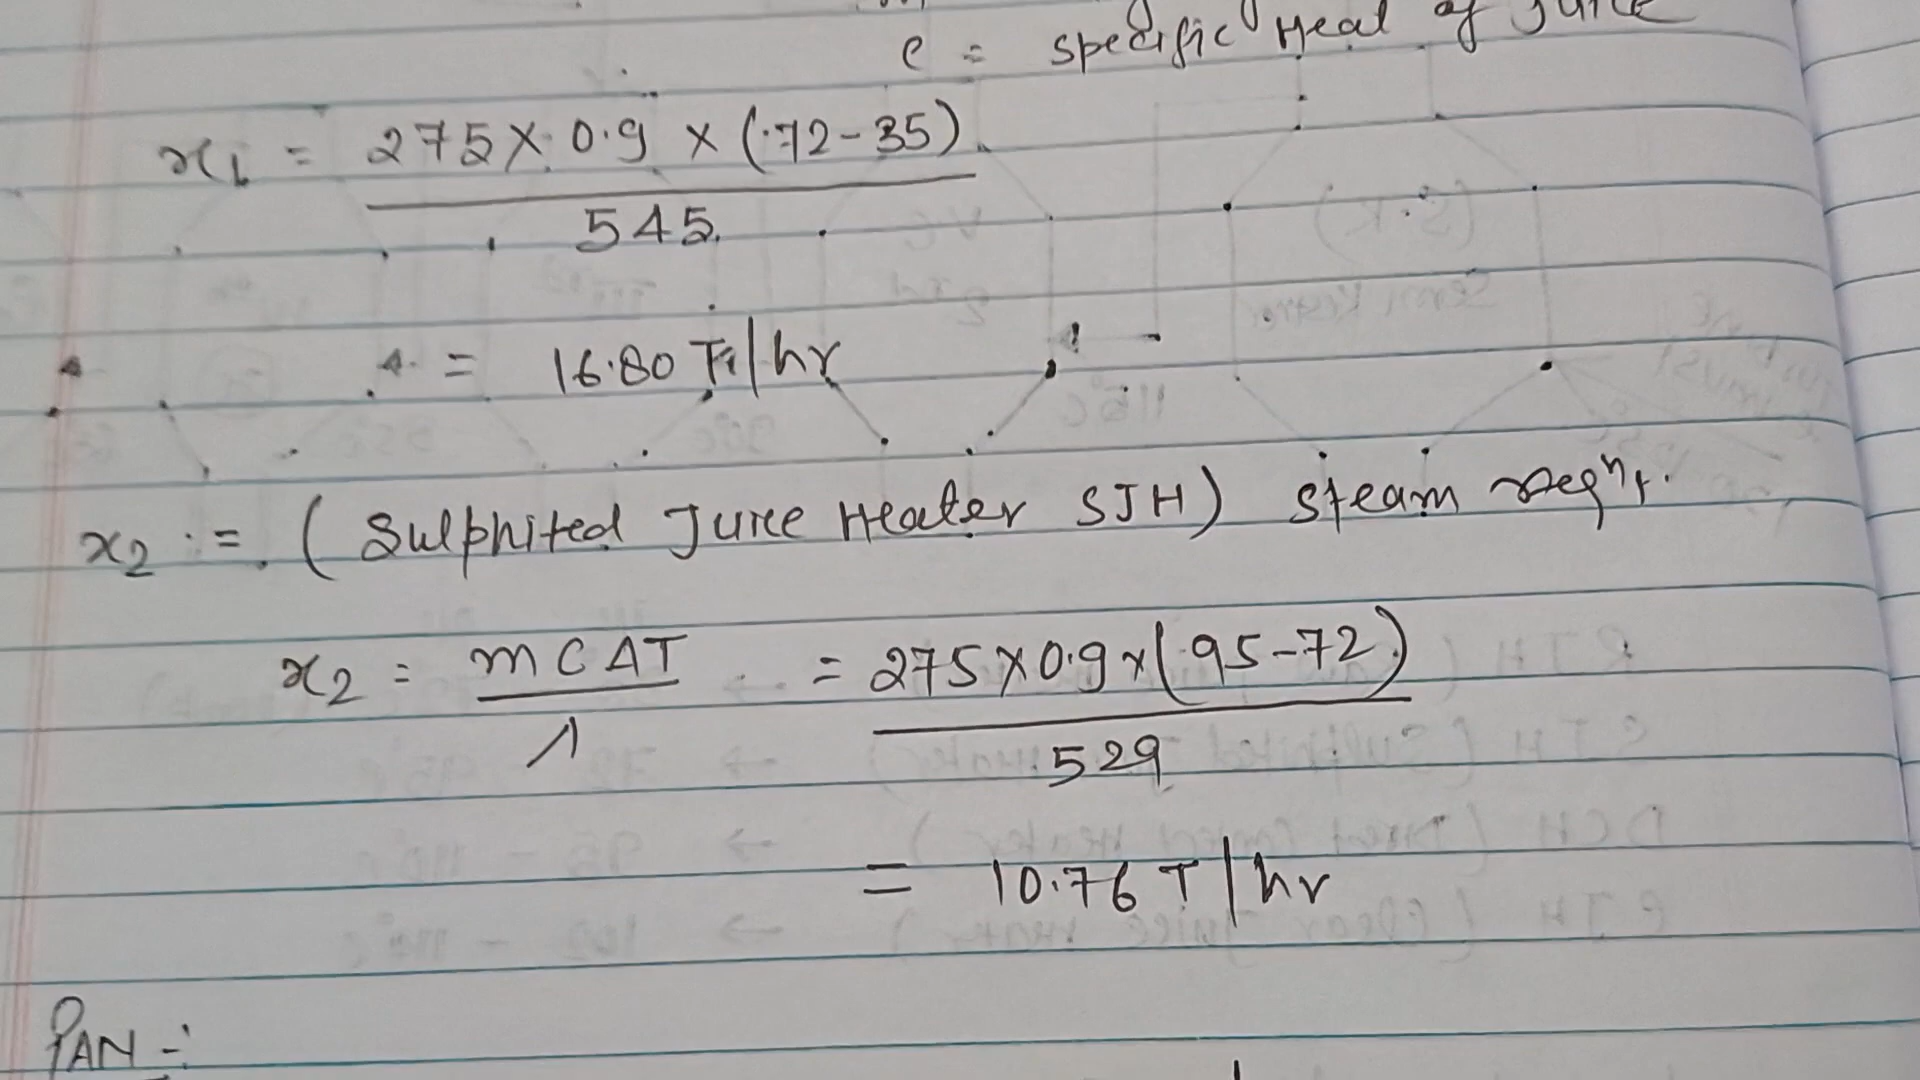 c = specific Heat of Juice
x1 = 275 × 0.9 × (72-35)
545
= 16.80 T/hr
x2 = (Sulphited Juice Heater SJH) steam reqnt.
x2 = mCΔT = 275×0.9×(95-72)
λ 529
= 10.76 T/hr
PAN -: